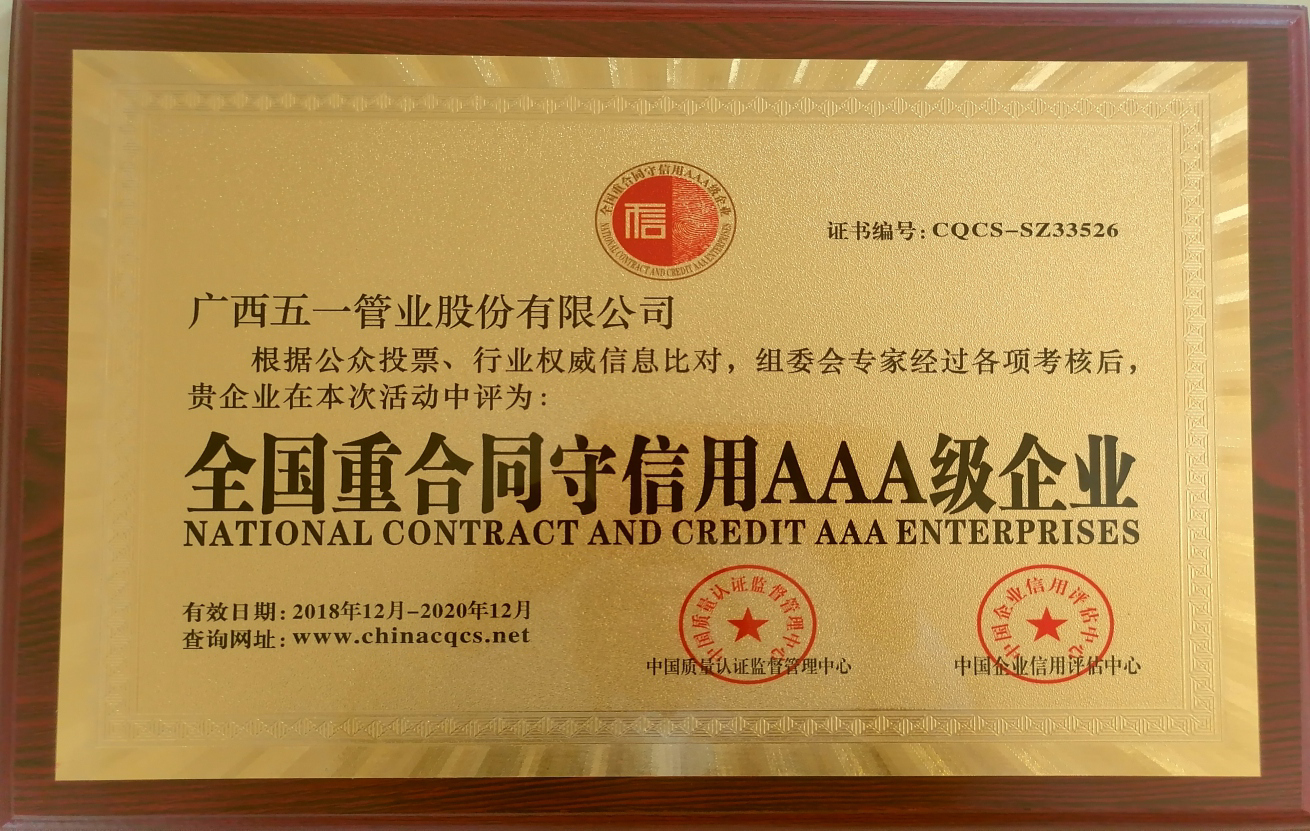 全国重合同守信用AAA级企业
信
NATIONAL CONTRACT AND CREDIT AAA ENTERPRISES
证书编号:CQCS-SZ33526
广西五一管业股份有限公司
根据公众投票、行业权威信息比对，组委会专家经过各项考核后，
贵企业在本次活动中评为：
全国重合同守信用AAA级企业
NATIONAL CONTRACT AND CREDIT AAA ENTERPRISES
有效日期:2018年12月-2020年12月
查询网址:www.chinacqcs.net
中国质量认证监督管理中心
中国质量认证监督管理中心
中国企业信用评估中心
中国企业信用评估中心